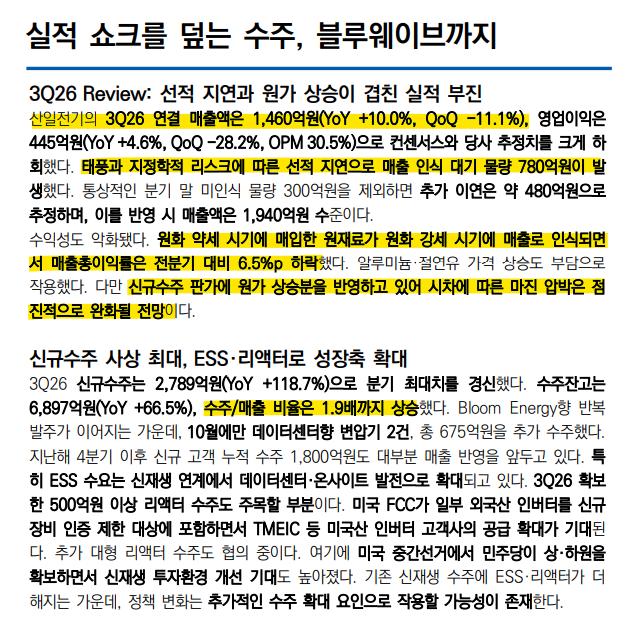 실적 쇼크를 덮는 수주, 블루웨이브까지
3Q26 Review: 선적 지연과 원가 상승이 겹친 실적 부진
산일전기의 3Q26 연결 매출액은 1,460억원(YoY +10.0%, QoQ -11.1%), 영업이익은
445억원(YoY +4.6%, QoQ -28.2%, OPM 30.5%)으로 컨센서스와 당사 추정치를 크게 하
회했다. 태풍과 지정학적 리스크에 따른 선적 지연으로 매출 인식 대기 물량 780억원이 발
생했다. 통상적인 분기 말 미인식 물량 300억원을 제외하면 추가 이연은 약 480억원으로
추정하며, 이를 반영 시 매출액은 1,940억원 수준이다.
수익성도 악화됐다. 원화 약세 시기에 매입한 원재료가 원화 강세 시기에 매출로 인식되면
서 매출총이익률은 전분기 대비 6.5%p 하락했다. 알루미늄·절연유 가격 상승도 부담으로
작용했다. 다만 신규수주 판가에 원가 상승분을 반영하고 있어 시차에 따른 마진 압박은 점
진적으로 완화될 전망이다.
신규수주 사상 최대, ESS·리액터로 성장축 확대
3Q26 신규수주는 2,789억원(YoY +118.7%)으로 분기 최대치를 경신했다. 수주잔고는
6,897억원(YoY +66.5%), 수주/매출 비율은 1.9배까지 상승했다. Bloom Energy향 반복
발주가 이어지는 가운데, 10월에만 데이터센터향 변압기 2건, 총 675억원을 추가 수주했다.
지난해 4분기 이후 신규 고객 누적 수주 1,800억원도 대부분 매출 반영을 앞두고 있다. 특
히 ESS 수요는 신재생 연계에서 데이터센터·온사이트 발전으로 확대되고 있다. 3Q26 확보
한 500억원 이상 리액터 수주도 주목할 부분이다. 미국 FCC가 일부 외국산 인버터를 신규
장비 인증 제한 대상에 포함하면서 TMEIC 등 미국산 인버터 고객사의 공급 확대가 기대된
다. 추가 대형 리액터 수주도 협의 중이다. 여기에 미국 중간선거에서 민주당이 상·하원을
확보하면서 신재생 투자환경 개선 기대도 높아졌다. 기존 신재생 수주에 ESS·리액터가 더
해지는 가운데, 정책 변화는 추가적인 수주 확대 요인으로 작용할 가능성이 존재한다.